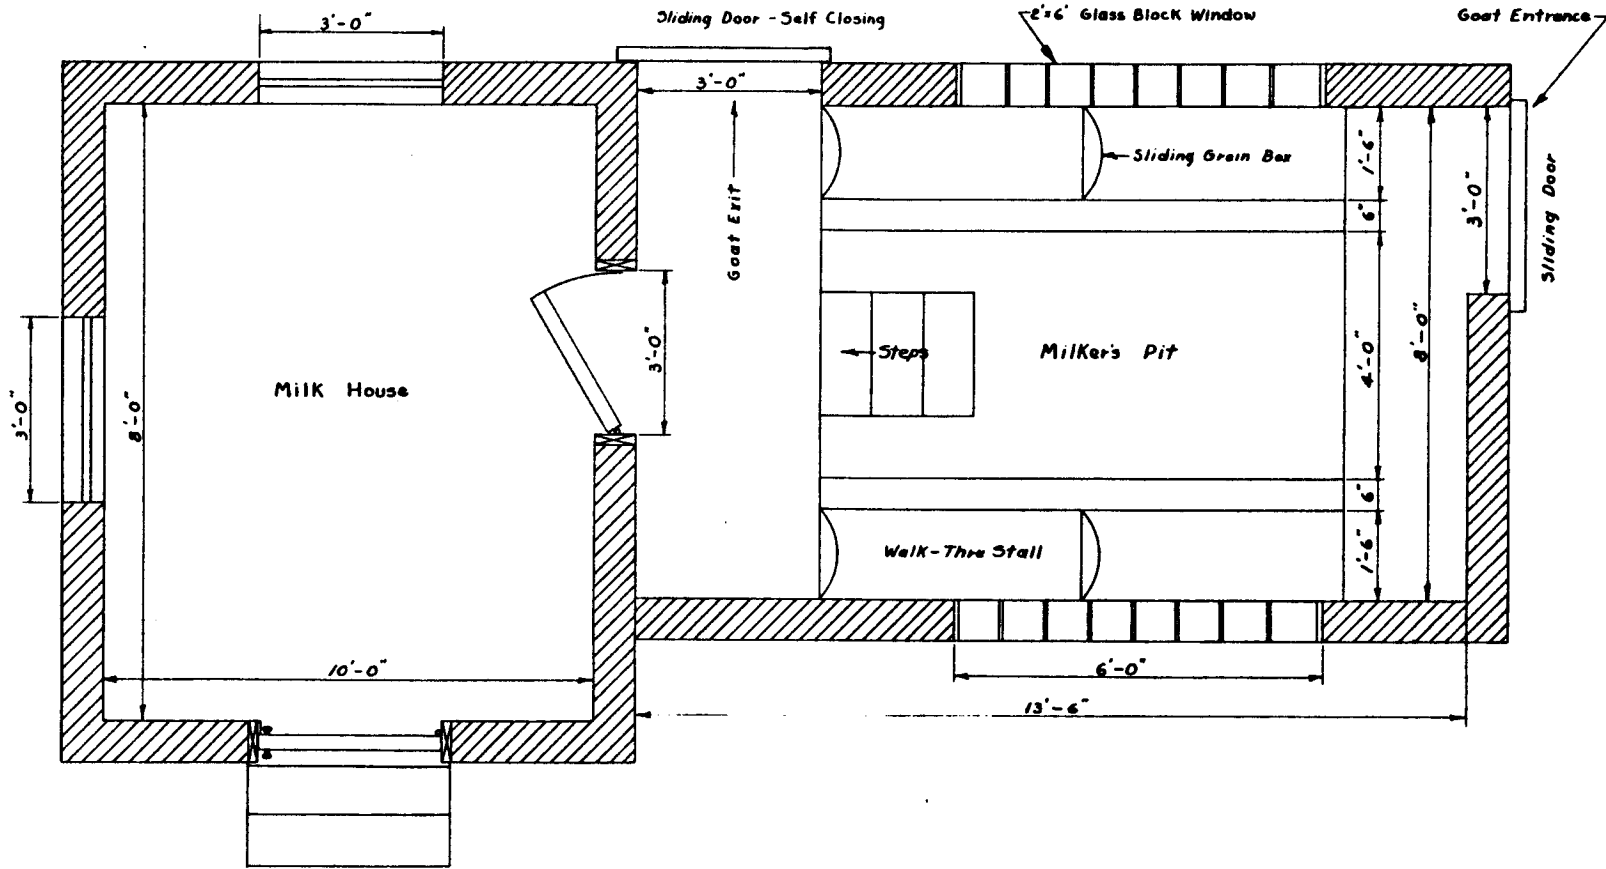 3'-0"
Sliding Door - Self Closing
2'x6' Glass Block Window
Goat Entrance
3'-0"
Sliding Grain Box
1'-6"
6"
3'-0"
Sliding Door
Goat Exit
3'-0"
Steps
Milker's Pit
4'-0"
8'-0"
Milk House
3'-0"
8'-0"
6"
Walk-Thru Stall
1'-6"
10'-0"
6'-0"
13'-6"